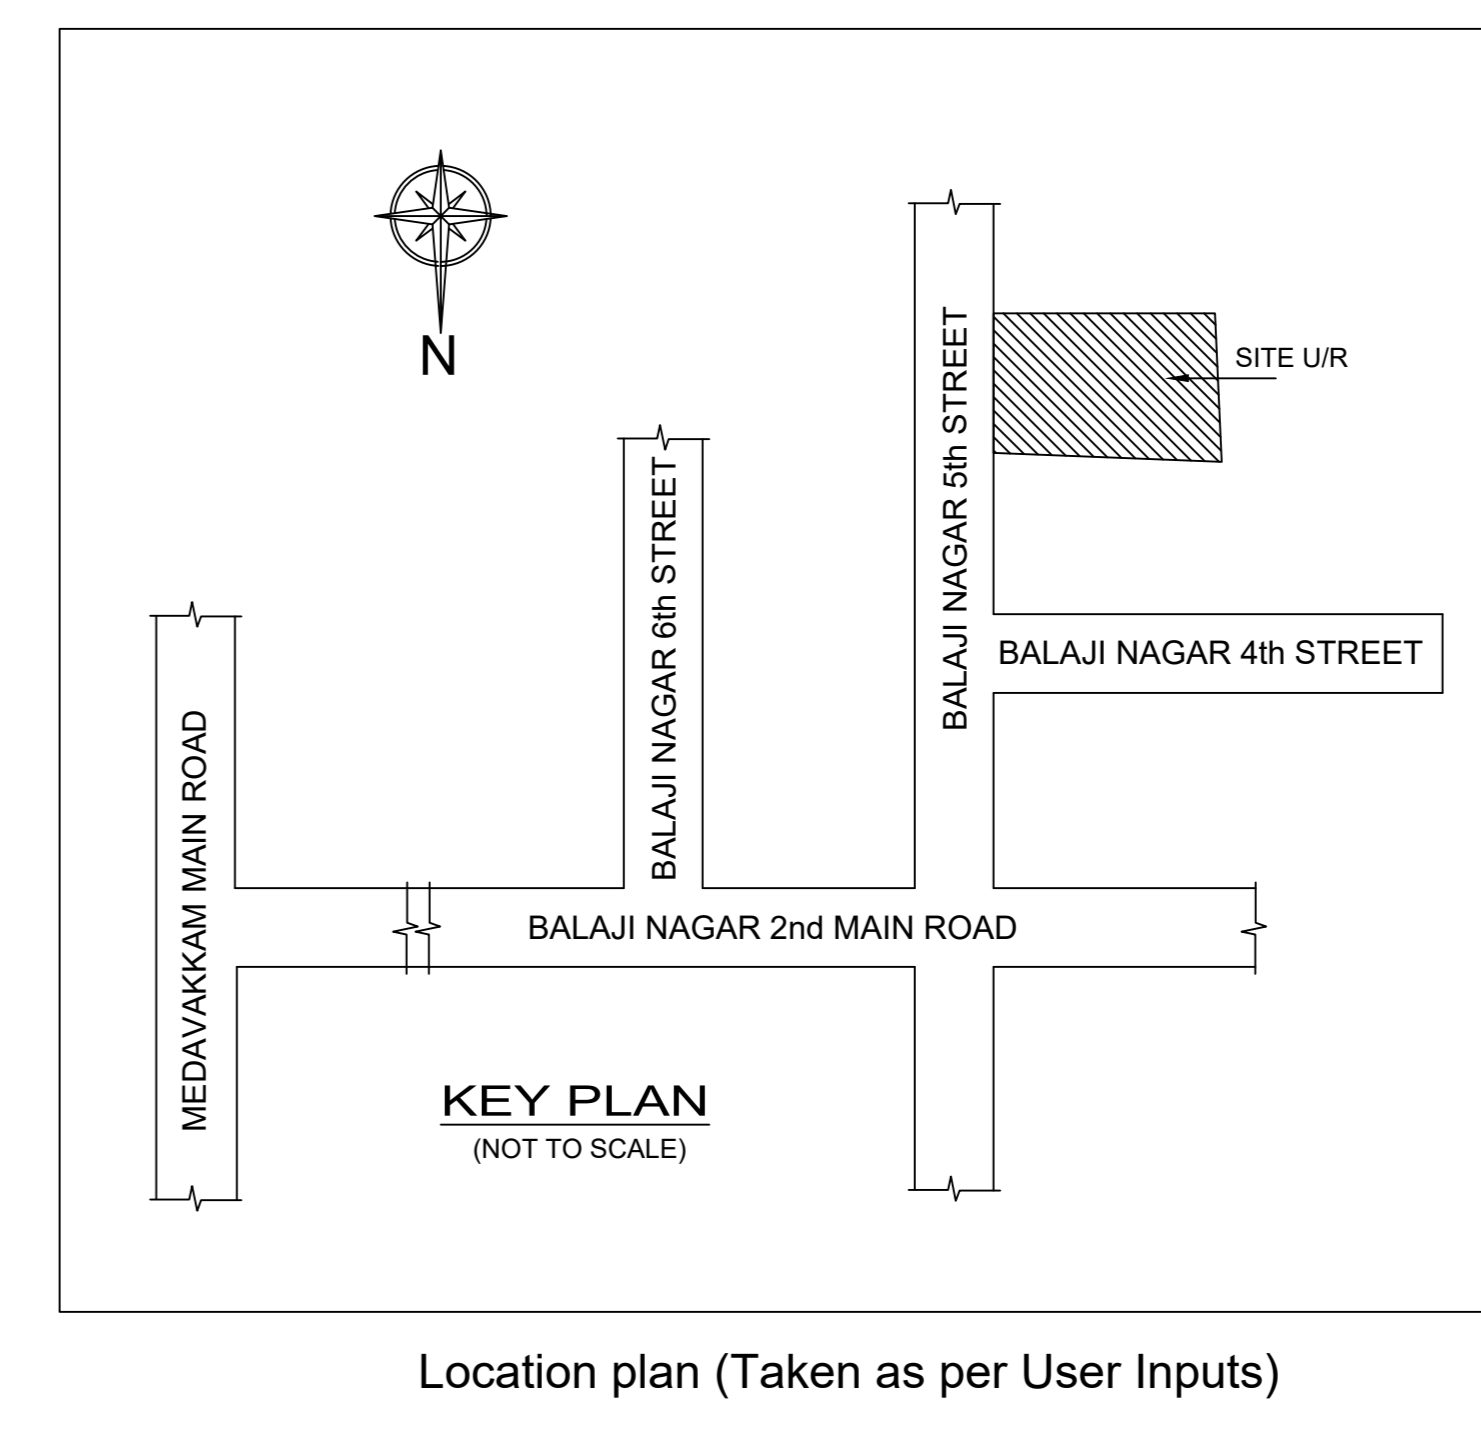 N
SITE U/R
BALAJI NAGAR 5th STREET
BALAJI NAGAR 6th STREET
BALAJI NAGAR 4th STREET
MEDAVAKKAM MAIN ROAD
BALAJI NAGAR 2nd MAIN ROAD
KEY PLAN
(NOT TO SCALE)
Location plan (Taken as per User Inputs)